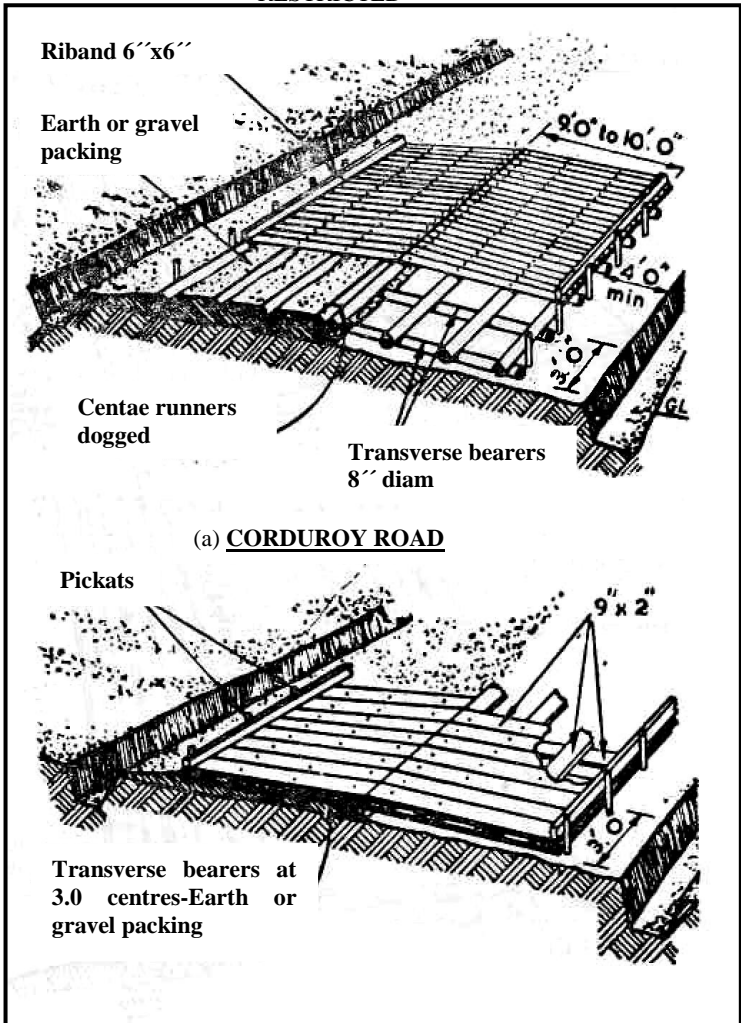 RESTRICTED
Riband 6´´x6´´
Earth or gravel
packing
9'.0" to 10'.0"
4'0"
min
3'.0"
GL
Centae runners
dogged
Transverse bearers
8´´ diam
(a) CORDUROY ROAD
Pickats
9" x 2"
3'.0
Transverse bearers at
3.0 centres-Earth or
gravel packing